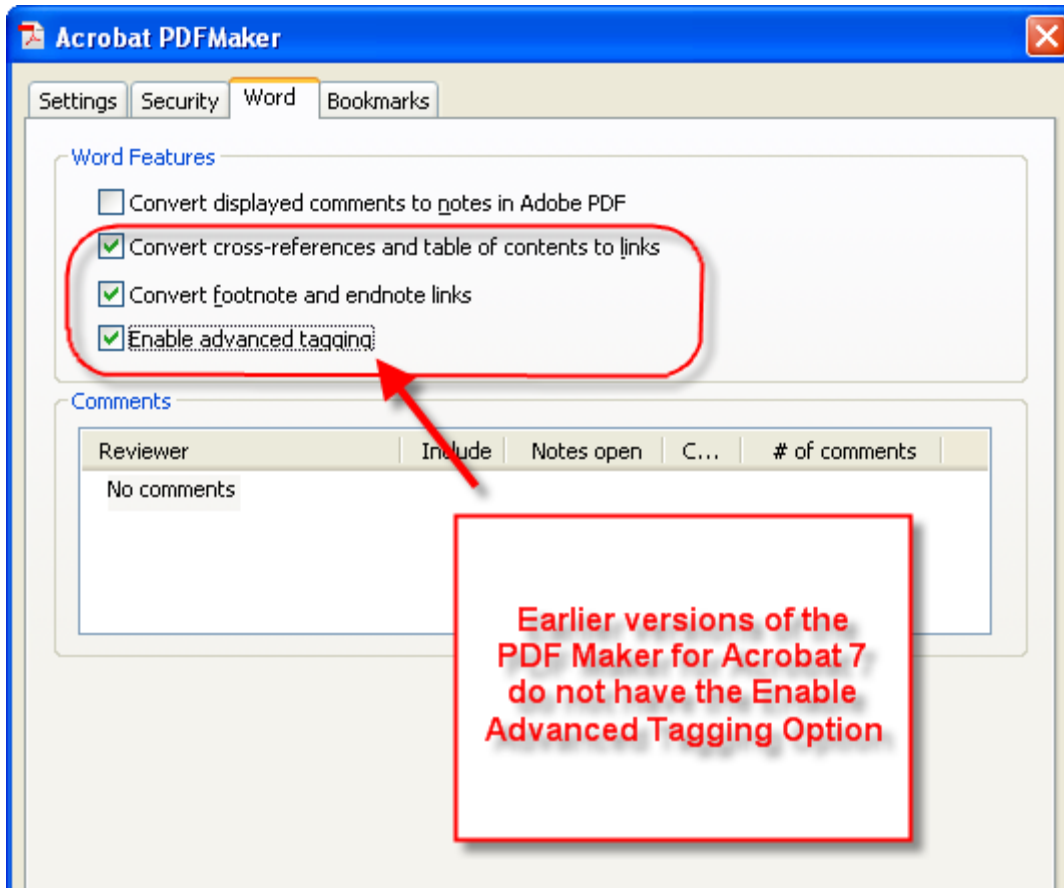 Acrobat PDFMaker
Settings Security Word Bookmarks
Word Features
Convert displayed comments to notes in Adobe PDF
Convert cross-references and table of contents to links
Convert footnote and endnote links
Enable advanced tagging
Comments
Reviewer Include Notes open C... # of comments
No comments
Earlier versions of the
PDF Maker for Acrobat 7
do not have the Enable
Advanced Tagging Option